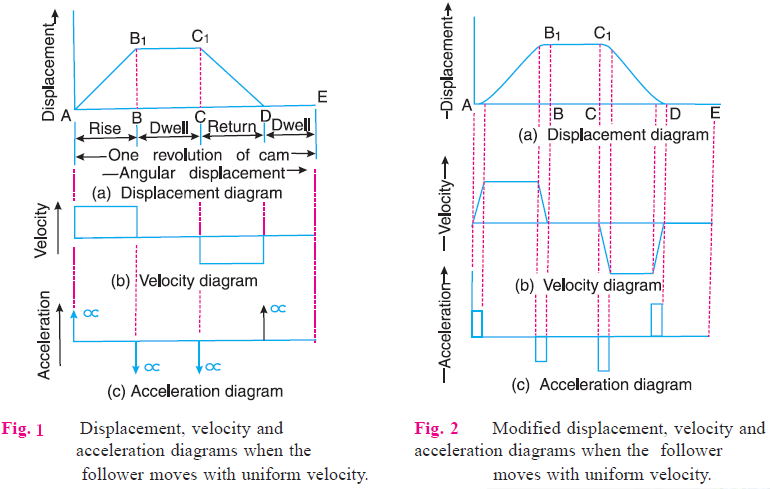 Displacement
B1
C1
A
B
C
D
E
Rise
Dwell
Return
Dwell
One revolution of cam
Angular displacement
(a) Displacement diagram
Velocity
(b) Velocity diagram
Acceleration
∝
∝
∝
∝
(c) Acceleration diagram
Fig. 1 Displacement, velocity and
acceleration diagrams when the
follower moves with uniform velocity.
Displacement
B1
C1
A
B
C
D
E
(a) Displacement diagram
Velocity
(b) Velocity diagram
Acceleration
(c) Acceleration diagram
Fig. 2 Modified displacement, velocity and
acceleration diagrams when the follower
moves with uniform velocity.